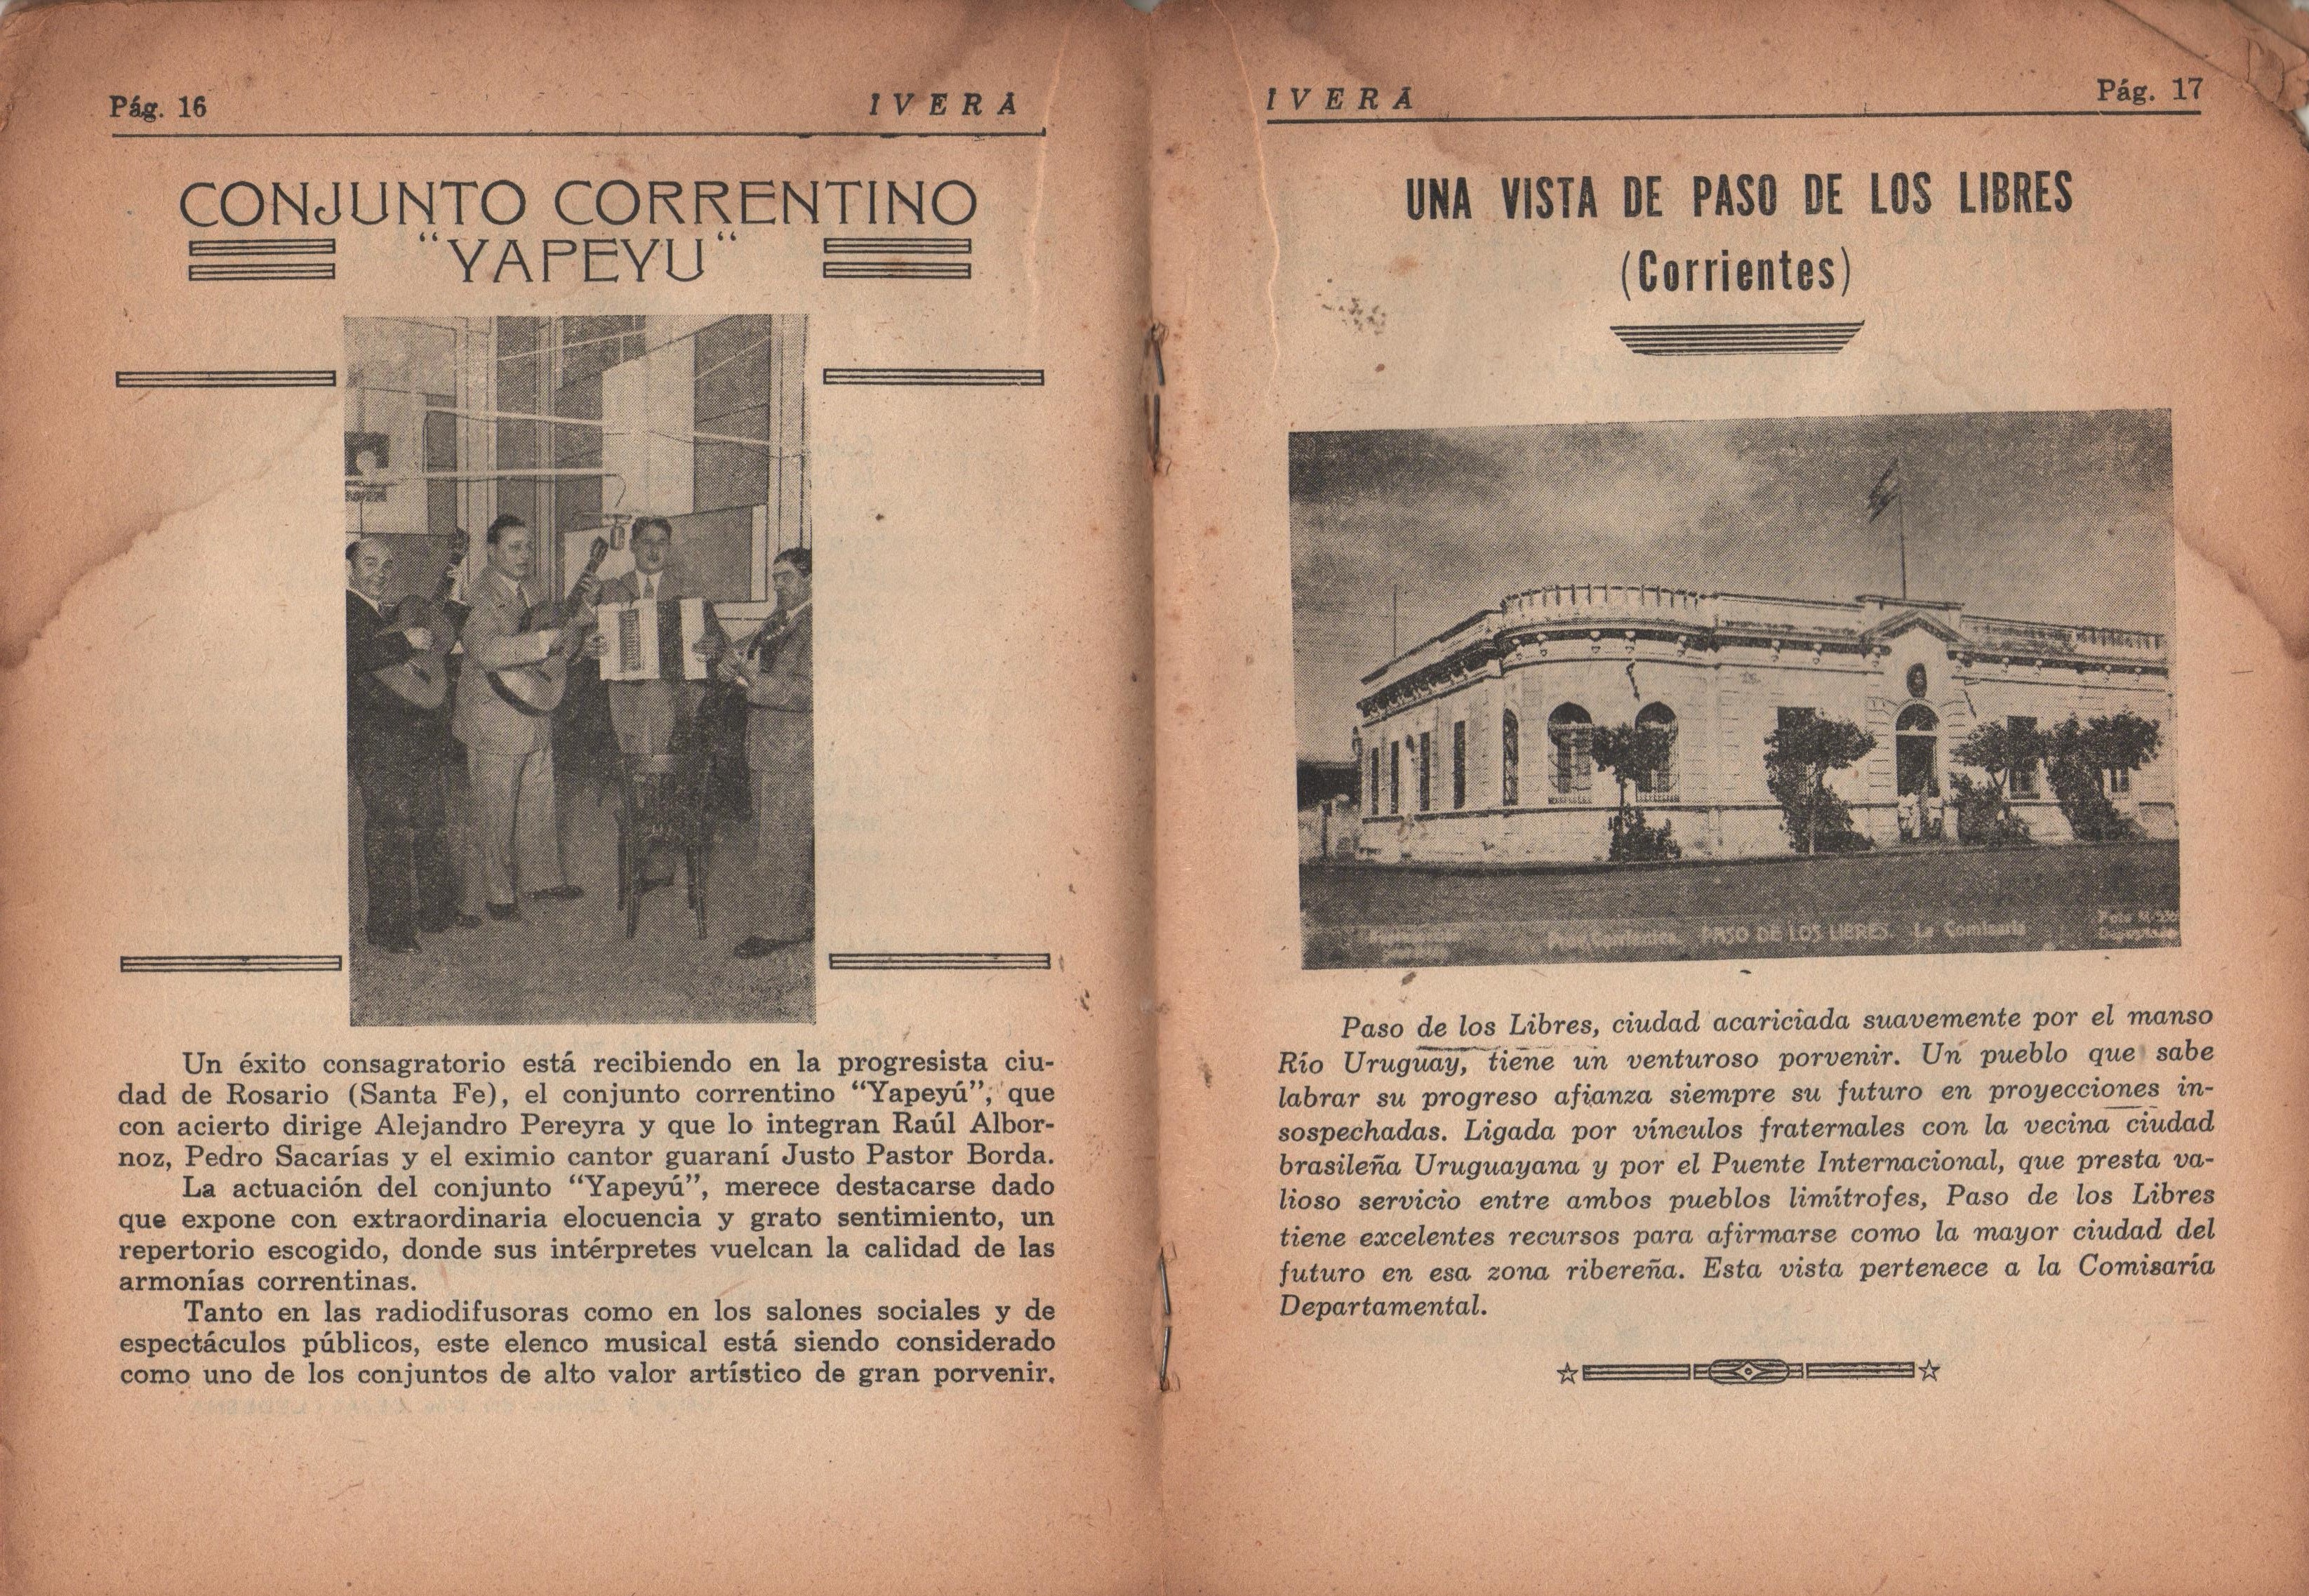 Pág. 16
IVERA
CONJUNTO CORRENTINO
"YAPEYU"
Un éxito consagratorio está recibiendo en la progresista ciu-
dad de Rosario (Santa Fe), el conjunto correntino “Yapeyú”, que
con acierto dirige Alejandro Pereyra y que lo integran Raúl Albor-
noz, Pedro Sacarías y el eximio cantor guaraní Justo Pastor Borda.
La actuación del conjunto “Yapeyú”, merece destacarse dado
que expone con extraordinaria elocuencia y grato sentimiento, un
repertorio escogido, donde sus intérpretes vuelcan la calidad de las
armonías correntinas.
Tanto en las radiodifusoras como en los salones sociales y de
espectáculos públicos, este elenco musical está siendo considerado
como uno de los conjuntos de alto valor artístico de gran porvenir.
IVERA
Pág. 17
UNA VISTA DE PASO DE LOS LIBRES
(Corrientes)
Corrientes. PASO DE LOS LIBRES. La Comisaria
Foto
Paso de los Libres, ciudad acariciada suavemente por el manso
Río Uruguay, tiene un venturoso porvenir. Un pueblo que sabe
labrar su progreso afianza siempre su futuro en proyecciones in-
sospechadas. Ligada por vínculos fraternales con la vecina ciudad
brasileña Uruguayana y por el Puente Internacional, que presta va-
lioso servicio entre ambos pueblos limítrofes, Paso de los Libres
tiene excelentes recursos para afirmarse como la mayor ciudad del
futuro en esa zona ribereña. Esta vista pertenece a la Comisaría
Departamental.